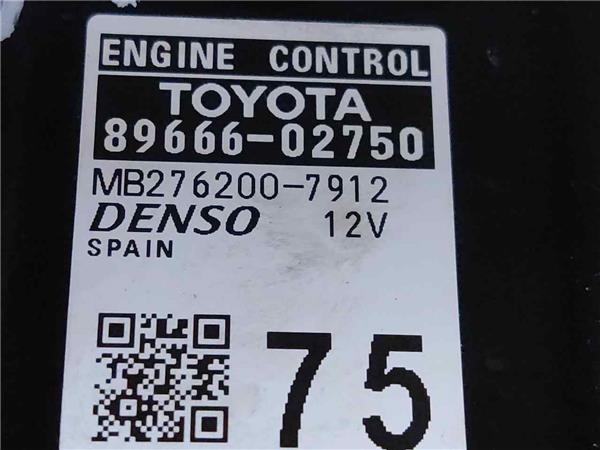 ENGINE CONTROL
TOYOTA
89666-02750
MB276200-7912
DENSO 12V
SPAIN
75